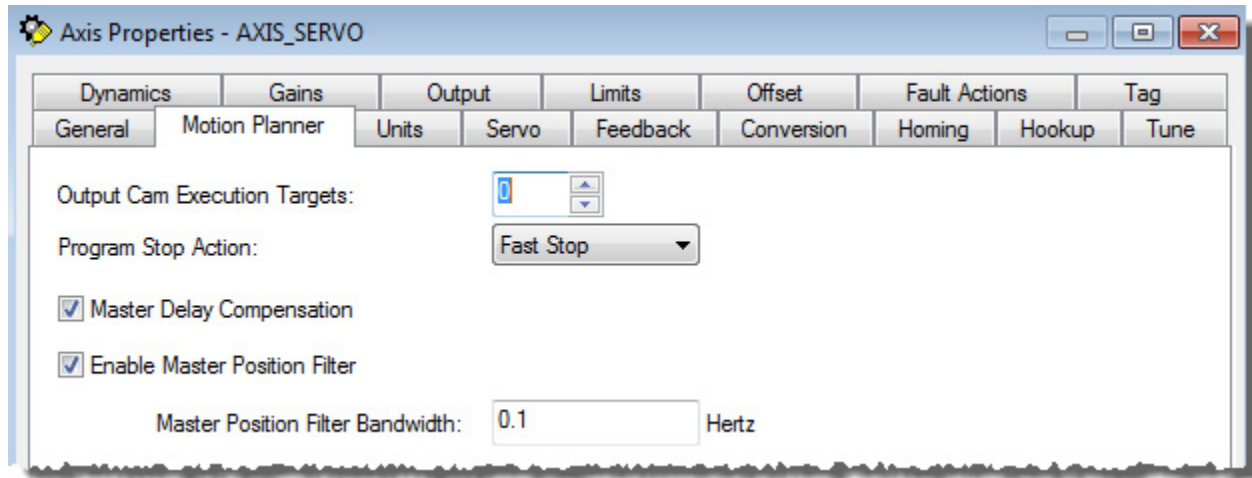 Axis Properties - AXIS_SERVO
Dynamics Gains Output Limits Offset Fault Actions Tag
General Motion Planner Units Servo Feedback Conversion Homing Hookup Tune
Output Cam Execution Targets: 0
Program Stop Action: Fast Stop
Master Delay Compensation
Enable Master Position Filter
Master Position Filter Bandwidth: 0.1 Hertz